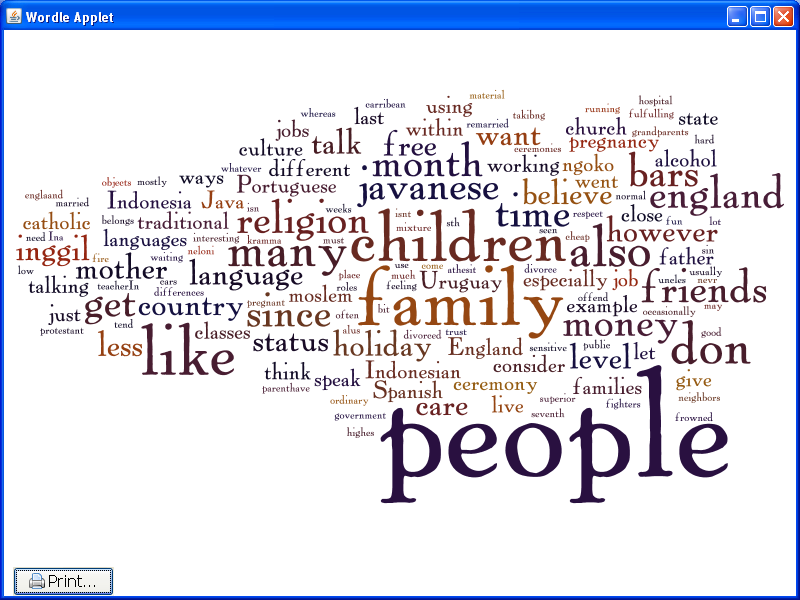 Wordle Applet
material
carribean
using
hospital
whereas
last
takibng
running
fulfulling
state
jobs
within
remarried
church
grandparents
culture
talk
free
want
ceremonies
pregnancy
hard
whatever
different
month
working
ngoko
bars
alcohol
objects
mostly
ways
Portuguese
javanese
believe
went
normal
england
engtaand
married
Indonesia
Java
isn
weeks
isnt
time
respect
close
fun
lot
catholic
belongs
traditional
religion
mixture
sth
seen
cheap
however
need Ina
languages
interesting
kramma
must
many
children
also
sin
inggil
fire
waiting
neloni
father
low
mother
language
place
use
come
athesit
divorce
usually
talking
teacherIn
cars
moslem
roles
much
feeling
Uruguay
especially
job
uncles
nevr
differences
family
offend
friends
just
get
country
pregnant
since
often
bit
example
occasionally
may
protestant
tend
classes
alus
divorced
trust
money
good
less
like
status
holiday
England
sensitive
public
level
let
don
think
speak
Indonesian
consider
parenthave
Spanish
ceremony
families
give
ordinary
care
live
superior
fighters
neighbors
government
seventh
frowned
highes
people
Print...